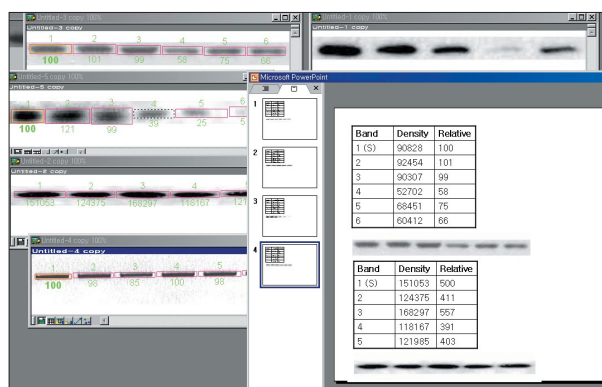 Untitled-3 copy 100%
Untitled-3 copy
1 2 3 4 5 6
100 101 99 58 75 66
Untitled-1 copy 100%
Untitled-1 copy
Untitled-5 copy 100%
Untitled-5 copy
1 2 3 4 5 6
100 121 99 39 25 5
Untitled-2 copy 100%
Untitled-2 copy
1 2 3 4 5
151053 124375 168297 118167 121
Untitled-4 copy 100%
Untitled-4 copy
1 2 3 4 5
100 98 85 100 98
Microsoft PowerPoint
1
2
3
4
Band Density Relative
1 (S) 90828 100
2 92454 101
3 90307 99
4 52702 58
5 68451 75
6 60412 66
Band Density Relative
1 (S) 151053 500
2 124375 411
3 168297 557
4 118167 391
5 121985 403